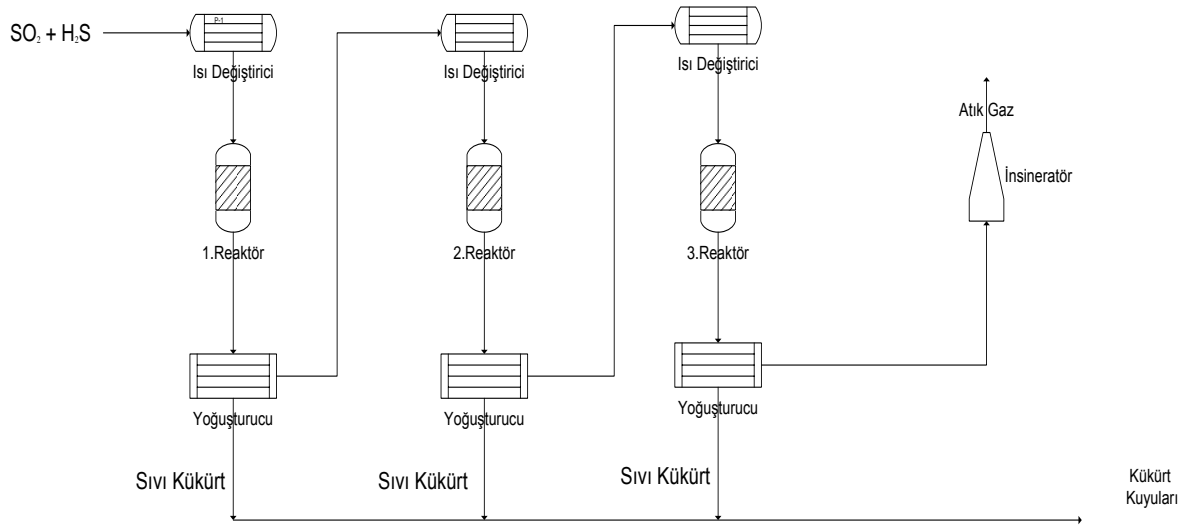 SO₂ + H₂S
P-1
Isı Değiştirici
Isı Değiştirici
Isı Değiştirici
Atık Gaz
İnsineratör
1.Reaktör
2.Reaktör
3.Reaktör
Yoğuşturucu
Yoğuşturucu
Yoğuşturucu
Sıvı Kükürt
Sıvı Kükürt
Sıvı Kükürt
Kükürt
Kuyuları